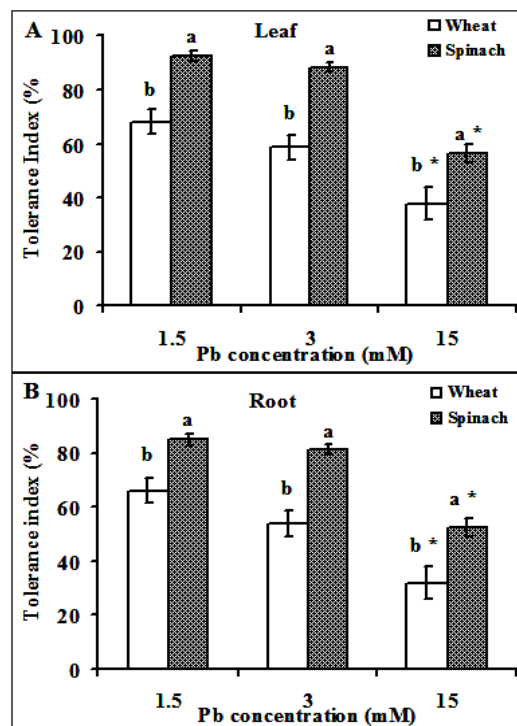 A
Leaf
Wheat
Spinach
Tolerance Index (%
100
80
60
40
20
0
b a b a b * a *
1.5 3 15
Pb concentration (mM)
B
Root
Wheat
Spinach
Tolerance index (%
100
80
60
40
20
0
b a b a b * a *
1.5 3 15
Pb concentration (mM)